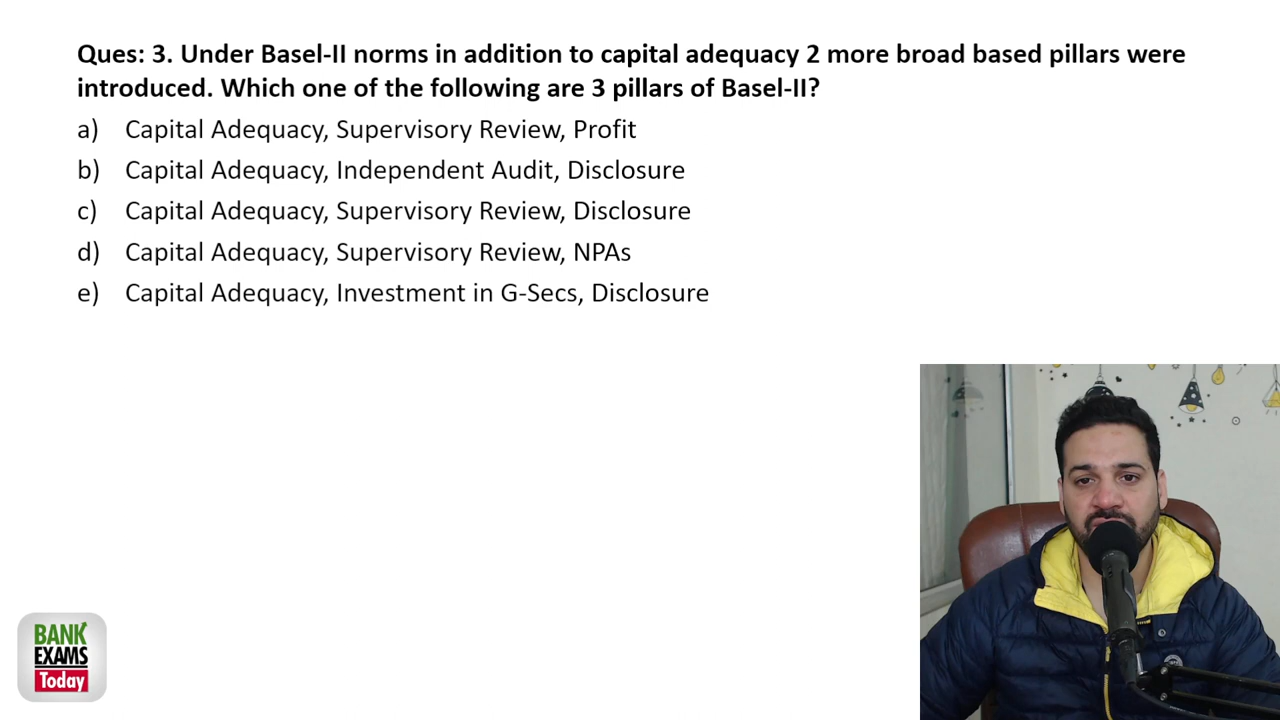 Ques: 3. Under Basel-II norms in addition to capital adequacy 2 more broad based pillars were
introduced. Which one of the following are 3 pillars of Basel-II?
a) Capital Adequacy, Supervisory Review, Profit
b) Capital Adequacy, Independent Audit, Disclosure
c) Capital Adequacy, Supervisory Review, Disclosure
d) Capital Adequacy, Supervisory Review, NPAs
e) Capital Adequacy, Investment in G-Secs, Disclosure
BANK
EXAMS
Today